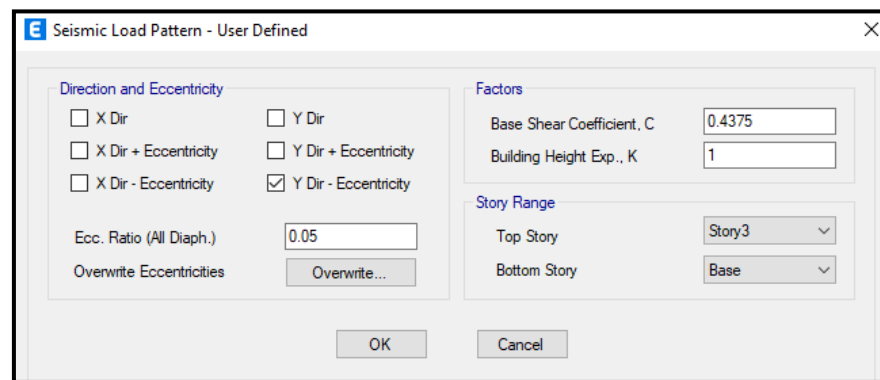 E Seismic Load Pattern - User Defined
Direction and Eccentricity
X Dir Y Dir
X Dir + Eccentricity Y Dir + Eccentricity
X Dir - Eccentricity Y Dir - Eccentricity
Ecc. Ratio (All Diaph.) 0.05
Overwrite Eccentricities Overwrite...
Factors
Base Shear Coefficient, C 0.4375
Building Height Exp., K 1
Story Range
Top Story Story3
Bottom Story Base
OK Cancel